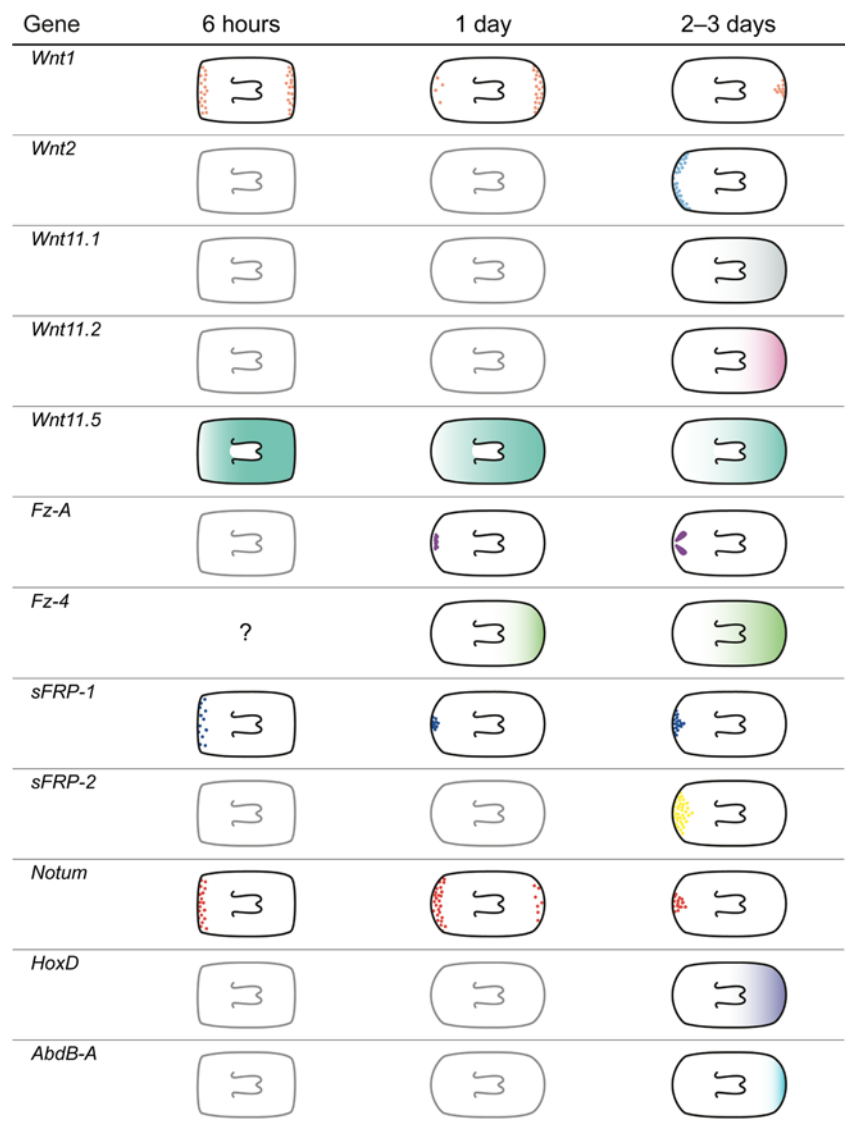 Gene 6 hours 1 day 2–3 days
Wnt1
Wnt2
Wnt11.1
Wnt11.2
Wnt11.5
Fz-A
Fz-4
?
sFRP-1
sFRP-2
Notum
HoxD
AbdB-A